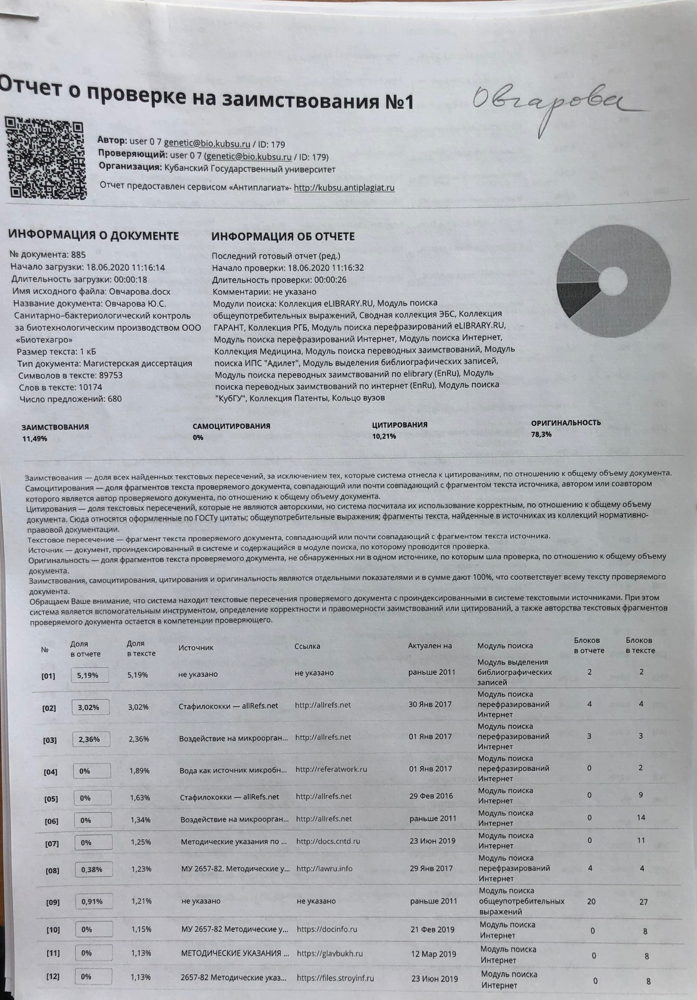 Отчет о проверке на заимствования №1
Овчарова
Автор: user 0 7 genetic@bio.kubsu.ru / ID: 179
Проверяющий: user 0 7 (genetic@bio.kubsu.ru / ID: 179)
Организация: Кубанский Государственный университет
Отчет предоставлен сервисом «Антиплагиат»- http://kubsu.antiplagiat.ru
ИНФОРМАЦИЯ О ДОКУМЕНТЕ
№ документа: 885
Начало загрузки: 18.06.2020 11:16:14
Длительность загрузки: 00:00:18
Имя исходного файла: Овчарова.docx
Название документа: Овчарова Ю.С.
Санитарно–бактериологический контроль
за биотехнологическим производством ООО
«Биотехагро»
Размер текста: 1 кБ
Тип документа: Магистерская диссертация
Символов в тексте: 89753
Слов в тексте: 10174
Число предложений: 680
ИНФОРМАЦИЯ ОБ ОТЧЕТЕ
Последний готовый отчет (ред.)
Начало проверки: 18.06.2020 11:16:32
Длительность проверки: 00:00:26
Комментарии: не указано
Модули поиска: Коллекция eLIBRARY.RU, Модуль поиска
общеупотребительных выражений, Сводная коллекция ЭБС, Коллекция
ГАРАНТ, Коллекция РГБ, Модуль поиска перефразирований eLIBRARY.RU,
Модуль поиска перефразирований Интернет, Модуль поиска Интернет,
Коллекция Медицина, Модуль поиска переводных заимствований, Модуль
поиска ИПС "Адилет", Модуль выделения библиографических записей,
Модуль поиска переводных заимствований по elibrary (EnRu), Модуль
поиска переводных заимствований по интернет (EnRu), Модуль поиска
"КубГУ", Коллекция Патенты, Кольцо вузов
ЗАИМСТВОВАНИЯ САМОЦИТИРОВАНИЯ ЦИТИРОВАНИЯ ОРИГИНАЛЬНОСТЬ
11,49% 0% 10,21% 78,3%
Заимствования — доля всех найденных текстовых пересечений, за исключением тех, которые система отнесла к цитированиям, по отношению к общему объему документа.
Самоцитирования — доля фрагментов текста проверяемого документа, совпадающий или почти совпадающий с фрагментом текста источника, автором или соавтором
которого является автор проверяемого документа, по отношению к общему объему документа.
Цитирования — доля текстовых пересечений, которые не являются авторскими, но система посчитала их использование корректным, по отношению к общему объему
документа. Сюда относятся оформленные по ГОСТу цитаты; общеупотребительные выражения; фрагменты текста, найденные в источниках из коллекций нормативно-
правовой документации.
Текстовое пересечение — фрагмент текста проверяемого документа, совпадающий или почти совпадающий с фрагментом текста источника.
Источник — документ, проиндексированный в системе и содержащийся в модуле поиска, по которому проводится проверка.
Оригинальность — доля фрагментов текста проверяемого документа, не обнаруженных ни в одном источнике, по которым шла проверка, по отношению к общему объему
документа.
Заимствования, самоцитирования, цитирования и оригинальность являются отдельными показателями и в сумме дают 100%, что соответствует всему тексту проверяемого
документа.
Обращаем Ваше внимание, что система находит текстовые пересечения проверяемого документа с проиндексированными в системе текстовыми источниками. При этом
система является вспомогательным инструментом, определение корректности и правомерности заимствований или цитирований, а также авторства текстовых фрагментов
проверяемого документа остается в компетенции проверяющего.
№ Доля в отчете Доля в тексте Источник Ссылка Актуален на Модуль поиска Блоков в отчете Блоков в тексте
[01] 5,19% 5,19% не указано не указано раньше 2011 Модуль выделения библиографических записей 2 2
[02] 3,02% 3,02% Стафилококки — allRefs.net http://allrefs.net 30 Янв 2017 Модуль поиска перефразирований Интернет 4 4
[03] 2,36% 2,36% Воздействие на микроорган... http://allrefs.net 01 Янв 2017 Модуль поиска перефразирований Интернет 3 3
[04] 0% 1,89% Вода как источник микробн... http://referatwork.ru 01 Янв 2017 Модуль поиска перефразирований Интернет 0 2
[05] 0% 1,63% Стафилококки — allRefs.net http://allrefs.net 29 Фев 2016 Модуль поиска Интернет 0 9
[06] 0% 1,34% Воздействие на микроорган... http://allrefs.net раньше 2011 Модуль поиска Интернет 0 14
[07] 0% 1,25% Методические указания по ... http://docs.cntd.ru 23 Июн 2019 Модуль поиска Интернет 0 11
[08] 0,38% 1,23% МУ 2657-82. Методические у... http://lawru.info 29 Янв 2017 Модуль поиска перефразирований Интернет 4 4
[09] 0,91% 1,21% не указано не указано раньше 2011 Модуль поиска общеупотребительных выражений 20 27
[10] 0% 1,15% МУ 2657-82 Методические у... https://docinfo.ru 21 Фев 2019 Модуль поиска Интернет 0 8
[11] 0% 1,13% МЕТОДИЧЕСКИЕ УКАЗАНИЯ ... https://glavbukh.ru 12 Мар 2019 Модуль поиска Интернет 0 8
[12] 0% 1,13% 2657-82 Методические указ... https://files.stroyinf.ru 23 Июн 2019 Модуль поиска Интернет 0 8